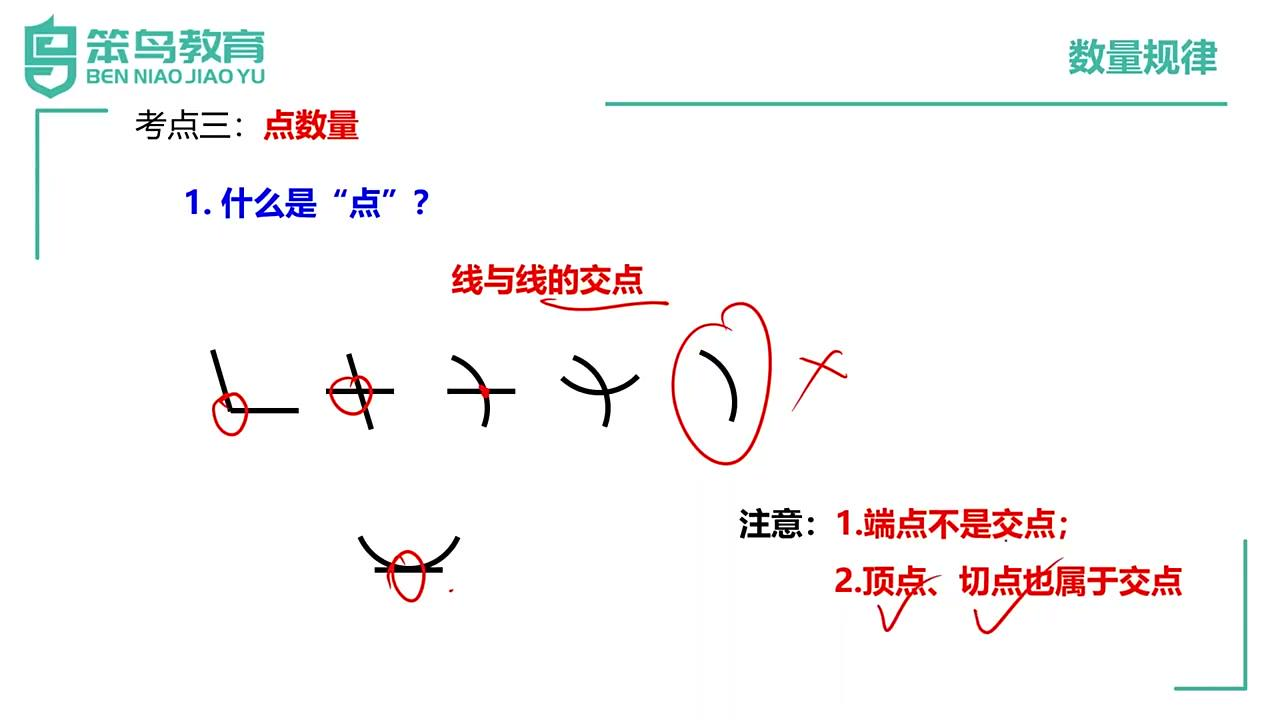 笨鸟教育
BEN NIAO JIAO YU
数量规律
考点三：点数量
1. 什么是“点”？
线与线的交点
注意：1.端点不是交点；
2.顶点、切点也属于交点